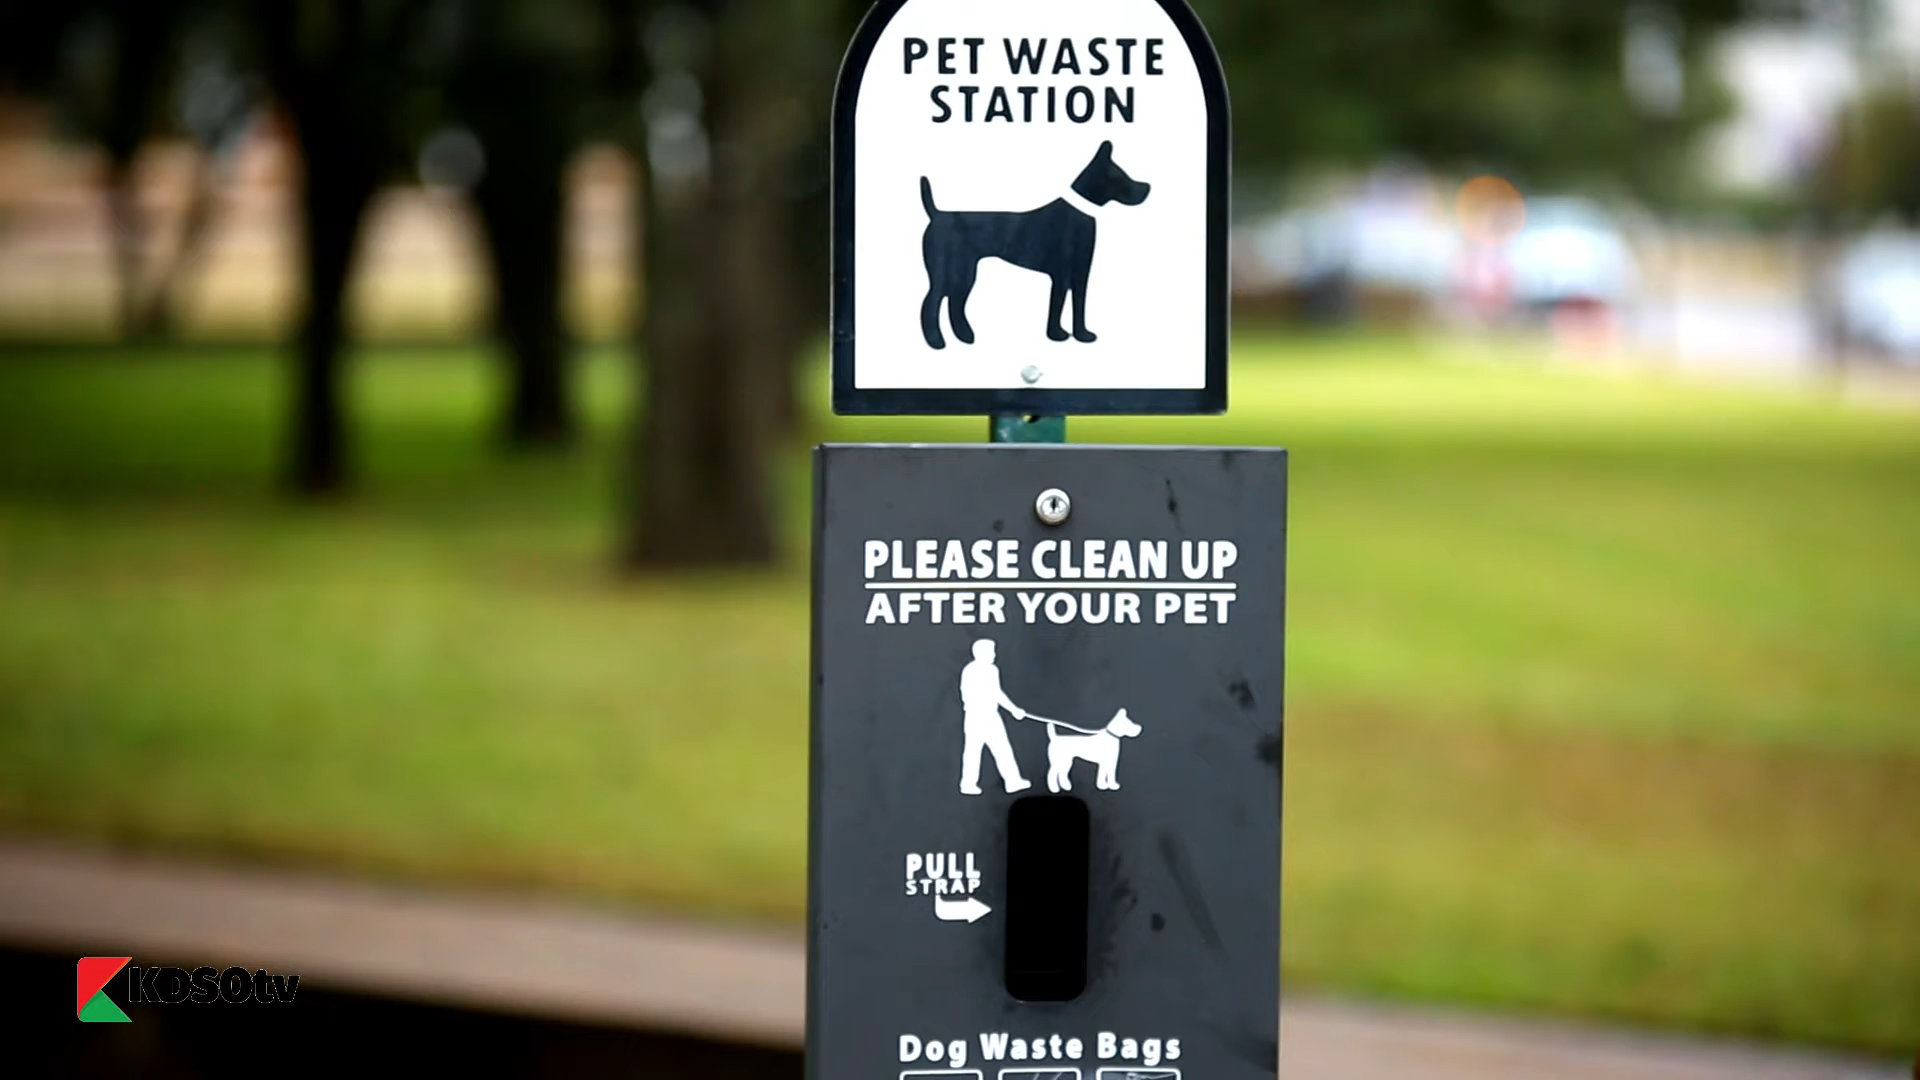 PET WASTE
STATION
PLEASE CLEAN UP
AFTER YOUR PET
PULL
STRAP
Dog Waste Bags
KDSOtv